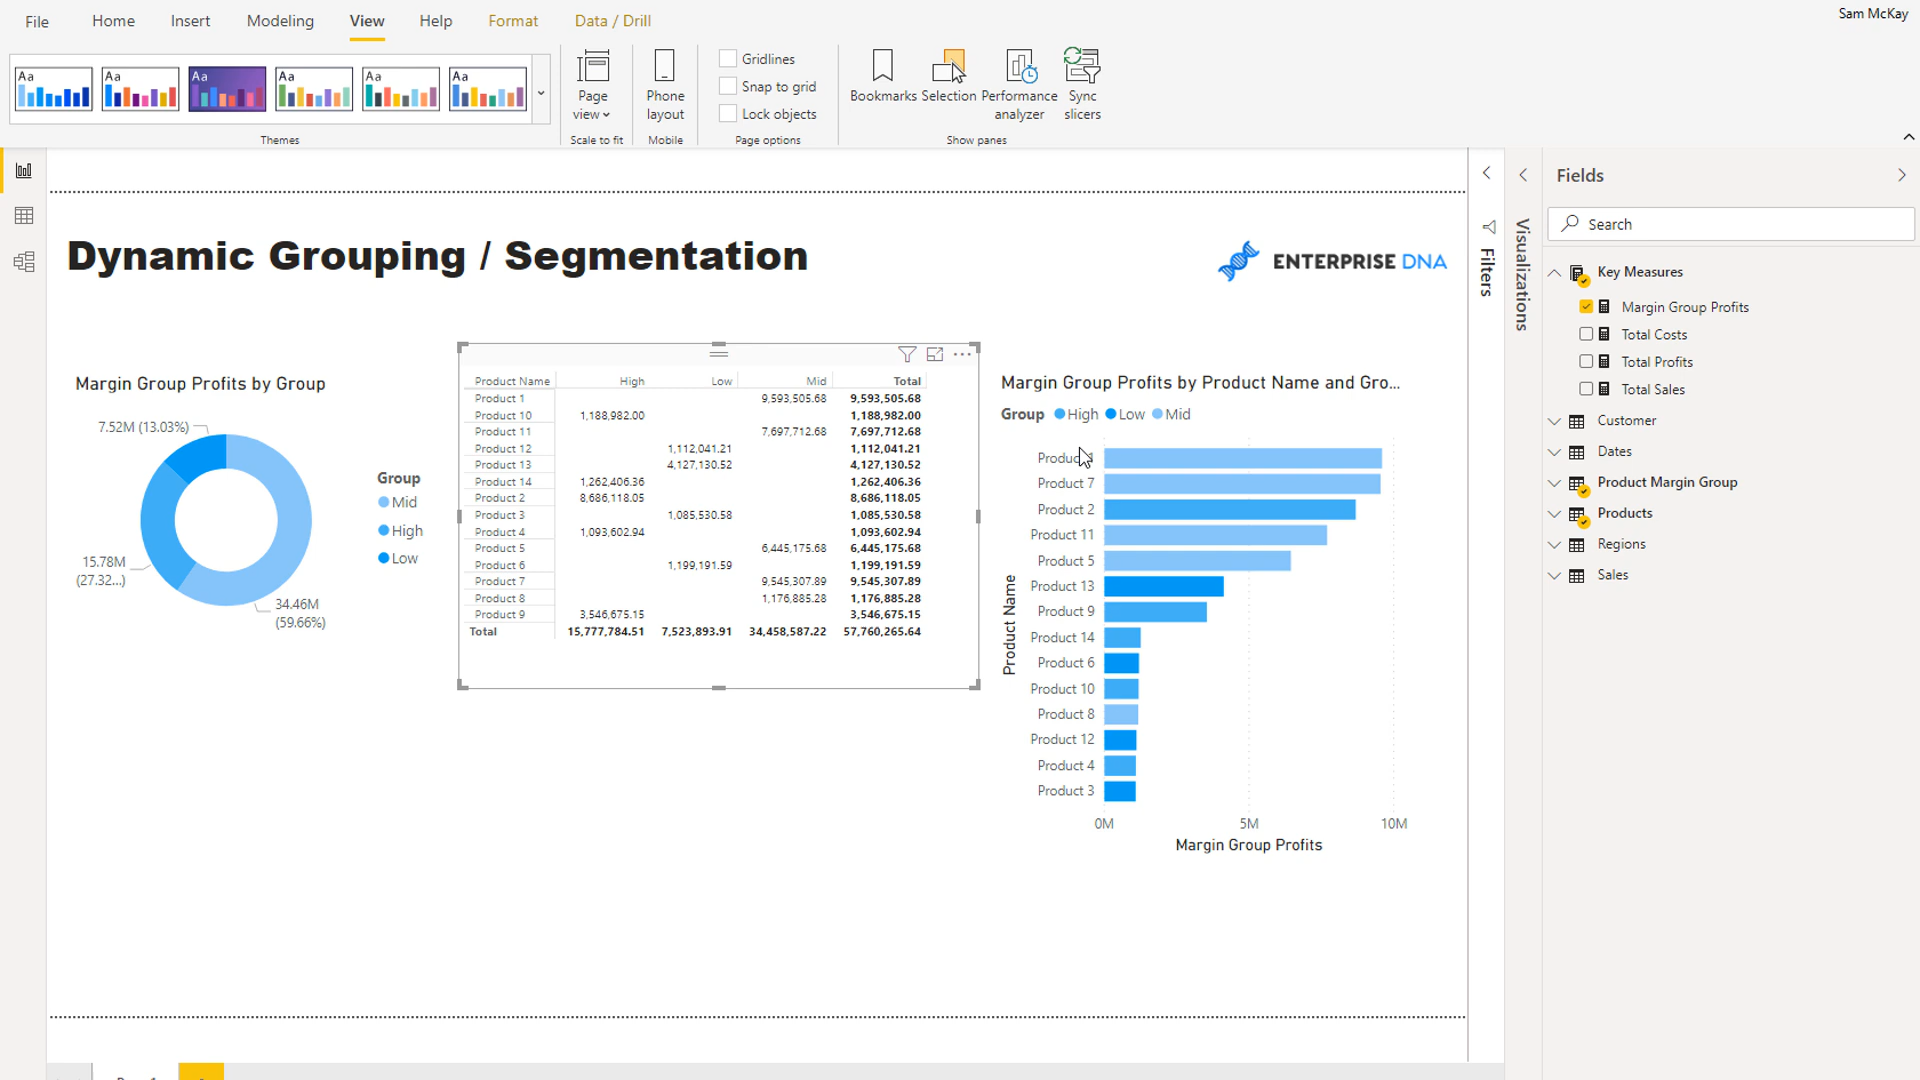 Sam McKay
File Home Insert Modeling View Help Format Data / Drill
Aa Aa Aa Aa Aa Aa
Themes
Page
view
Scale to fit
Phone
layout
Mobile
Gridlines
Snap to grid
Lock objects
Page options
Bookmarks Selection Performance
analyzer
Sync
slicers
Show panes
Dynamic Grouping / Segmentation
ENTERPRISE DNA
Margin Group Profits by Group
7.52M (13.03%)
15.78M
(27.32...)
34.46M
(59.66%)
Group
Mid
High
Low
Product Name High Low Mid Total
Product 1 9,593,505.68 9,593,505.68
Product 10 1,188,982.00 1,188,982.00
Product 11 7,697,712.68 7,697,712.68
Product 12 1,112,041.21 1,112,041.21
Product 13 4,127,130.52 4,127,130.52
Product 14 1,262,406.36 1,262,406.36
Product 2 8,686,118.05 8,686,118.05
Product 3 1,085,530.58 1,085,530.58
Product 4 1,093,602.94 1,093,602.94
Product 5 6,445,175.68 6,445,175.68
Product 6 1,199,191.59 1,199,191.59
Product 7 9,545,307.89 9,545,307.89
Product 8 1,176,885.28 1,176,885.28
Product 9 3,546,675.15 3,546,675.15
Total 15,777,784.51 7,523,893.91 34,458,587.22 57,760,265.64
Margin Group Profits by Product Name and Gro...
Group High Low Mid
Product Name
Product 1
Product 7
Product 2
Product 11
Product 5
Product 13
Product 9
Product 14
Product 6
Product 10
Product 8
Product 12
Product 4
Product 3
0M 5M 10M
Margin Group Profits
Filters
Visualizations
Fields
Search
Key Measures
Margin Group Profits
Total Costs
Total Profits
Total Sales
Customer
Dates
Product Margin Group
Products
Regions
Sales